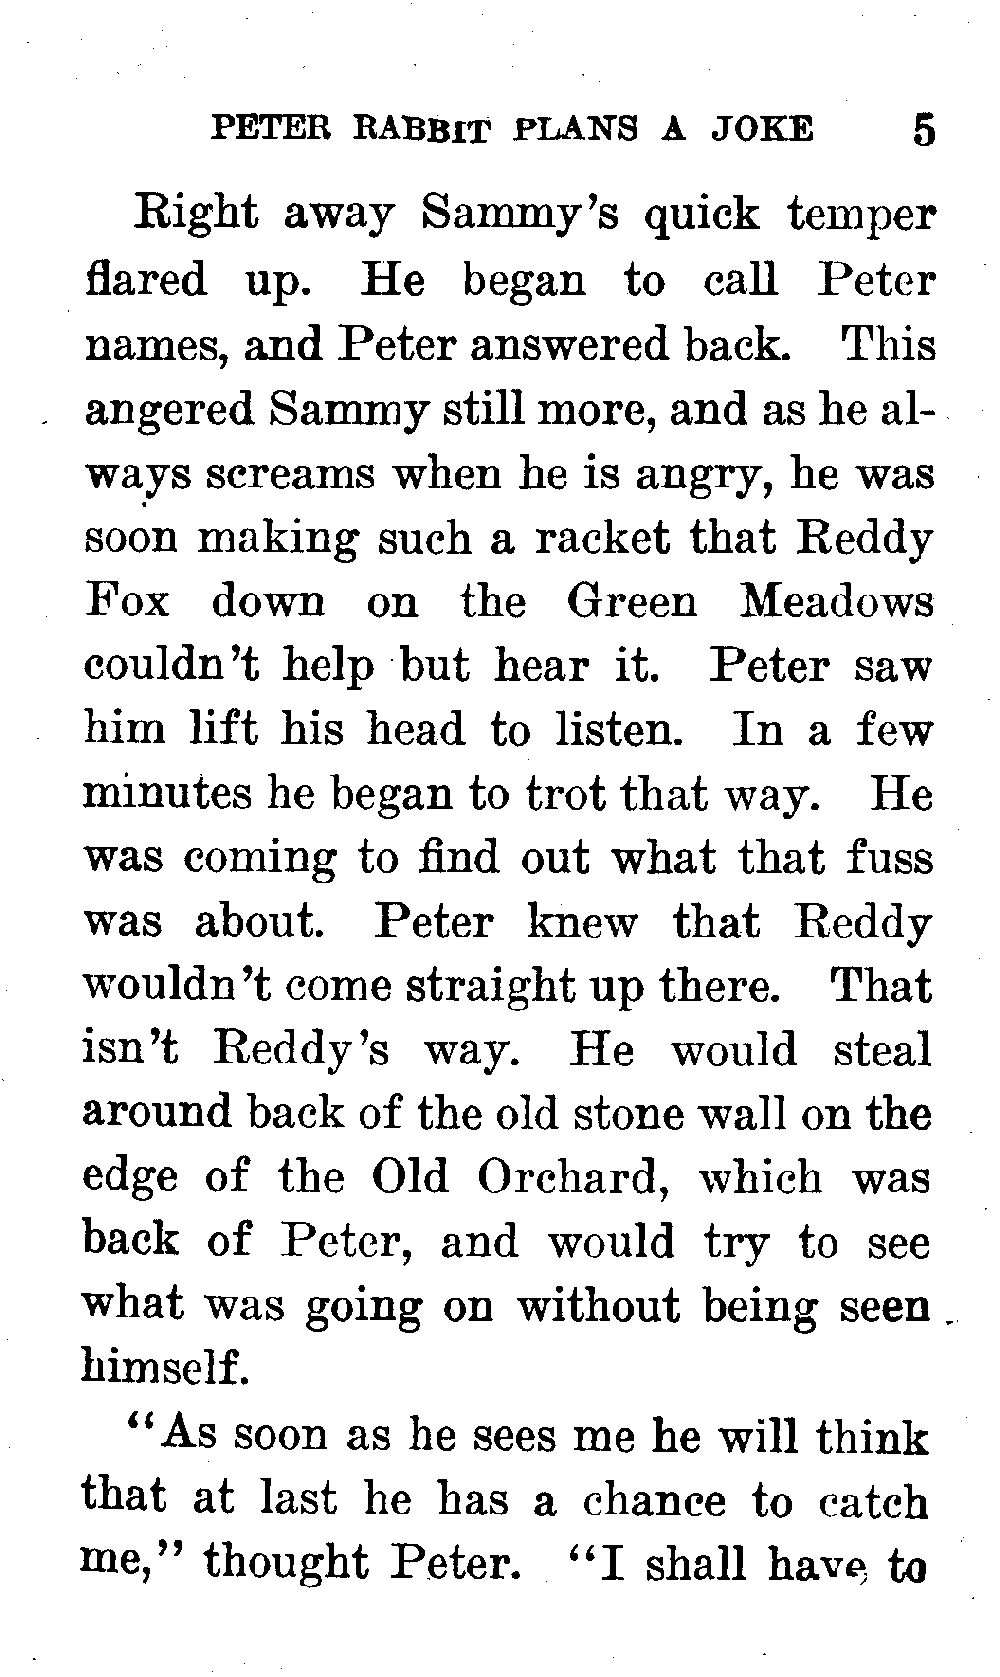 PETER RABBIT PLANS A JOKE 5
Right away Sammy's quick temper
flared up. He began to call Peter
names, and Peter answered back. This
angered Sammy still more, and as he al-
ways screams when he is angry, he was
soon making such a racket that Reddy
Fox down on the Green Meadows
couldn't help but hear it. Peter saw
him lift his head to listen. In a few
minutes he began to trot that way. He
was coming to find out what that fuss
was about. Peter knew that Reddy
wouldn't come straight up there. That
isn't Reddy's way. He would steal
around back of the old stone wall on the
edge of the Old Orchard, which was
back of Peter, and would try to see
what was going on without being seen
himself.
"As soon as he sees me he will think
that at last he has a chance to catch
me," thought Peter. "I shall have to